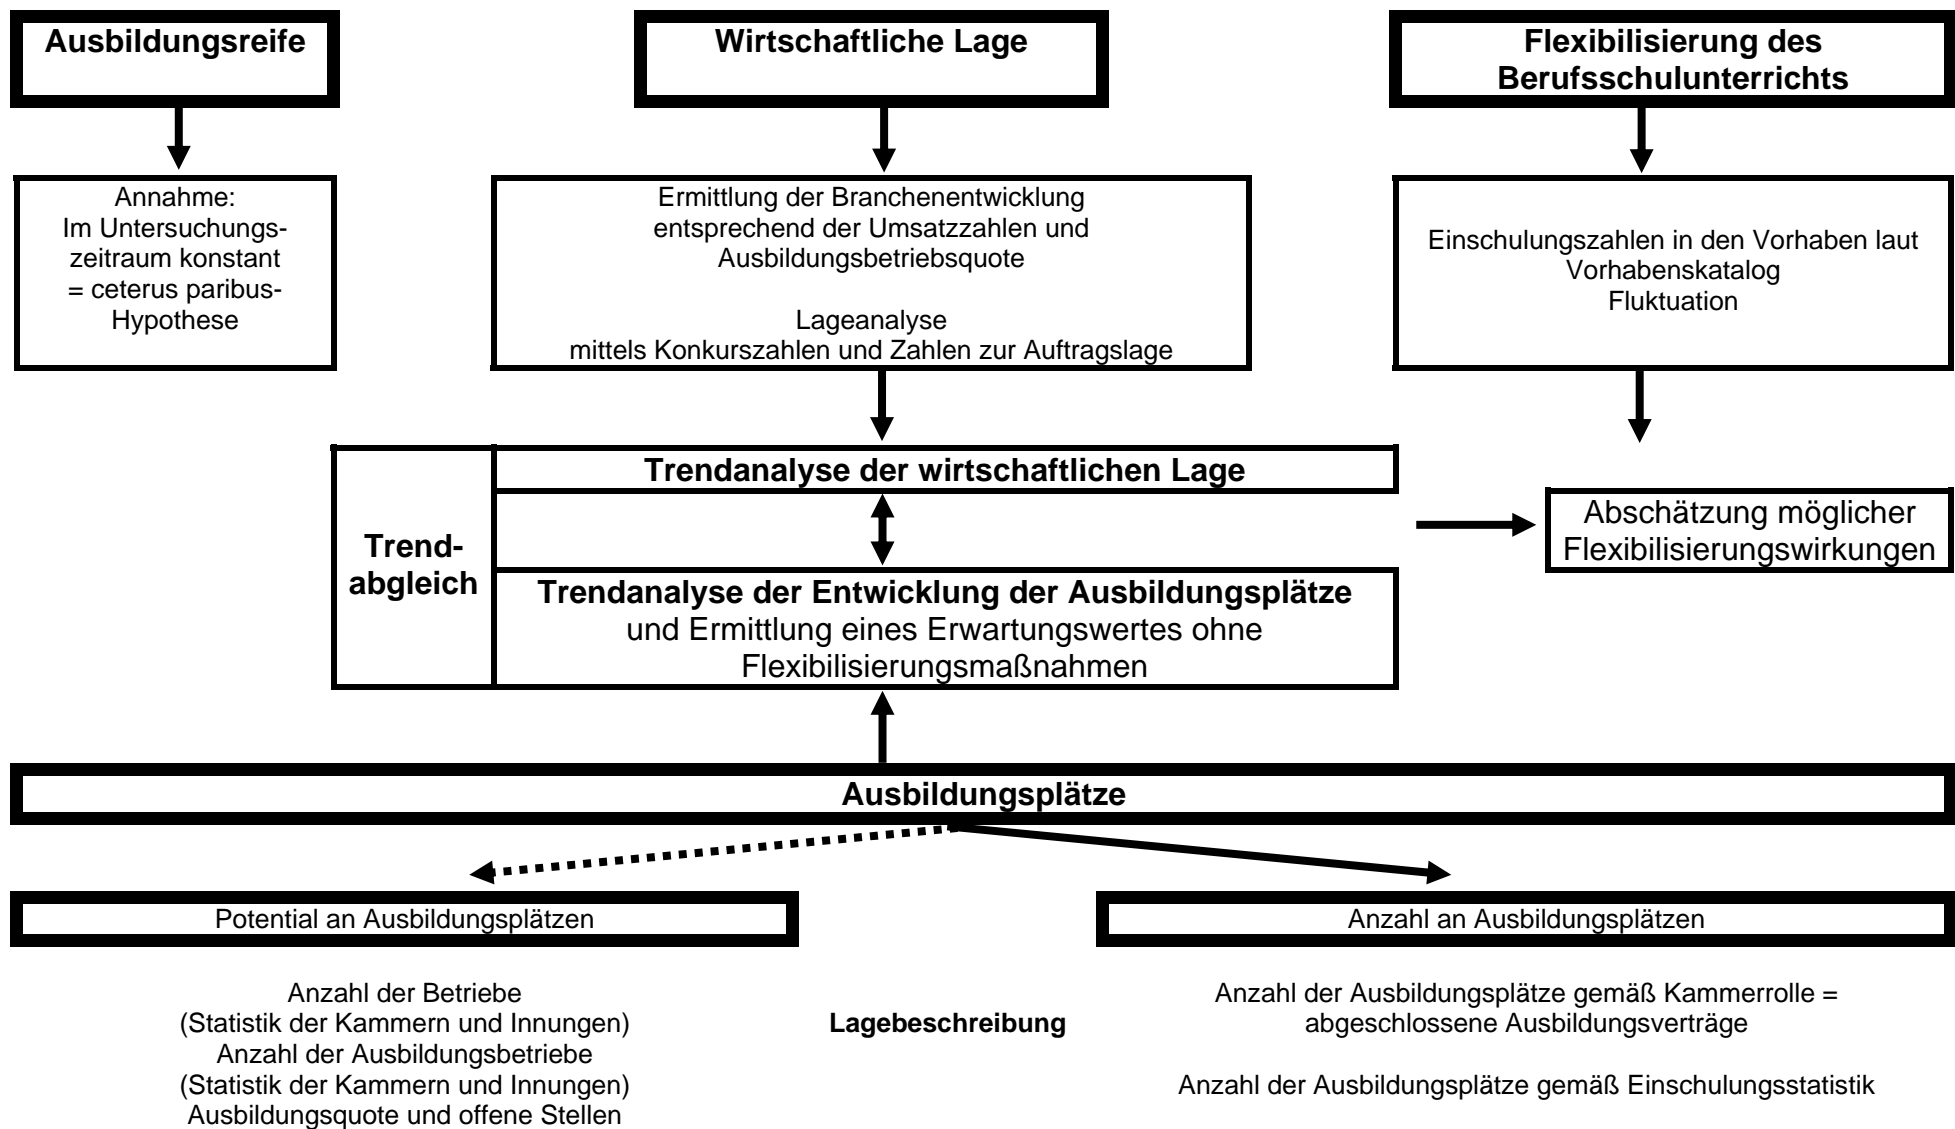 Ausbildungsreife
Wirtschaftliche Lage
Flexibilisierung des
Berufsschulunterrichts
Annahme:
Im Untersuchungs-
zeitraum konstant
= ceterus paribus-
Hypothese
Ermittlung der Branchenentwicklung
entsprechend der Umsatzzahlen und
Ausbildungsbetriebsquote
Lageanalyse
mittels Konkurszahlen und Zahlen zur Auftragslage
Einschulungszahlen in den Vorhaben laut
Vorhabenskatalog
Fluktuation
Trend-
abgleich
Trendanalyse der wirtschaftlichen Lage
Trendanalyse der Entwicklung der Ausbildungsplätze
und Ermittlung eines Erwartungswertes ohne
Flexibilisierungsmaßnahmen
Abschätzung möglicher
Flexibilisierungswirkungen
Ausbildungsplätze
Potential an Ausbildungsplätzen
Anzahl an Ausbildungsplätzen
Anzahl der Betriebe
(Statistik der Kammern und Innungen)
Anzahl der Ausbildungsbetriebe
(Statistik der Kammern und Innungen)
Ausbildungsquote und offene Stellen
Lagebeschreibung
Anzahl der Ausbildungsplätze gemäß Kammerrolle =
abgeschlossene Ausbildungsverträge
Anzahl der Ausbildungsplätze gemäß Einschulungsstatistik